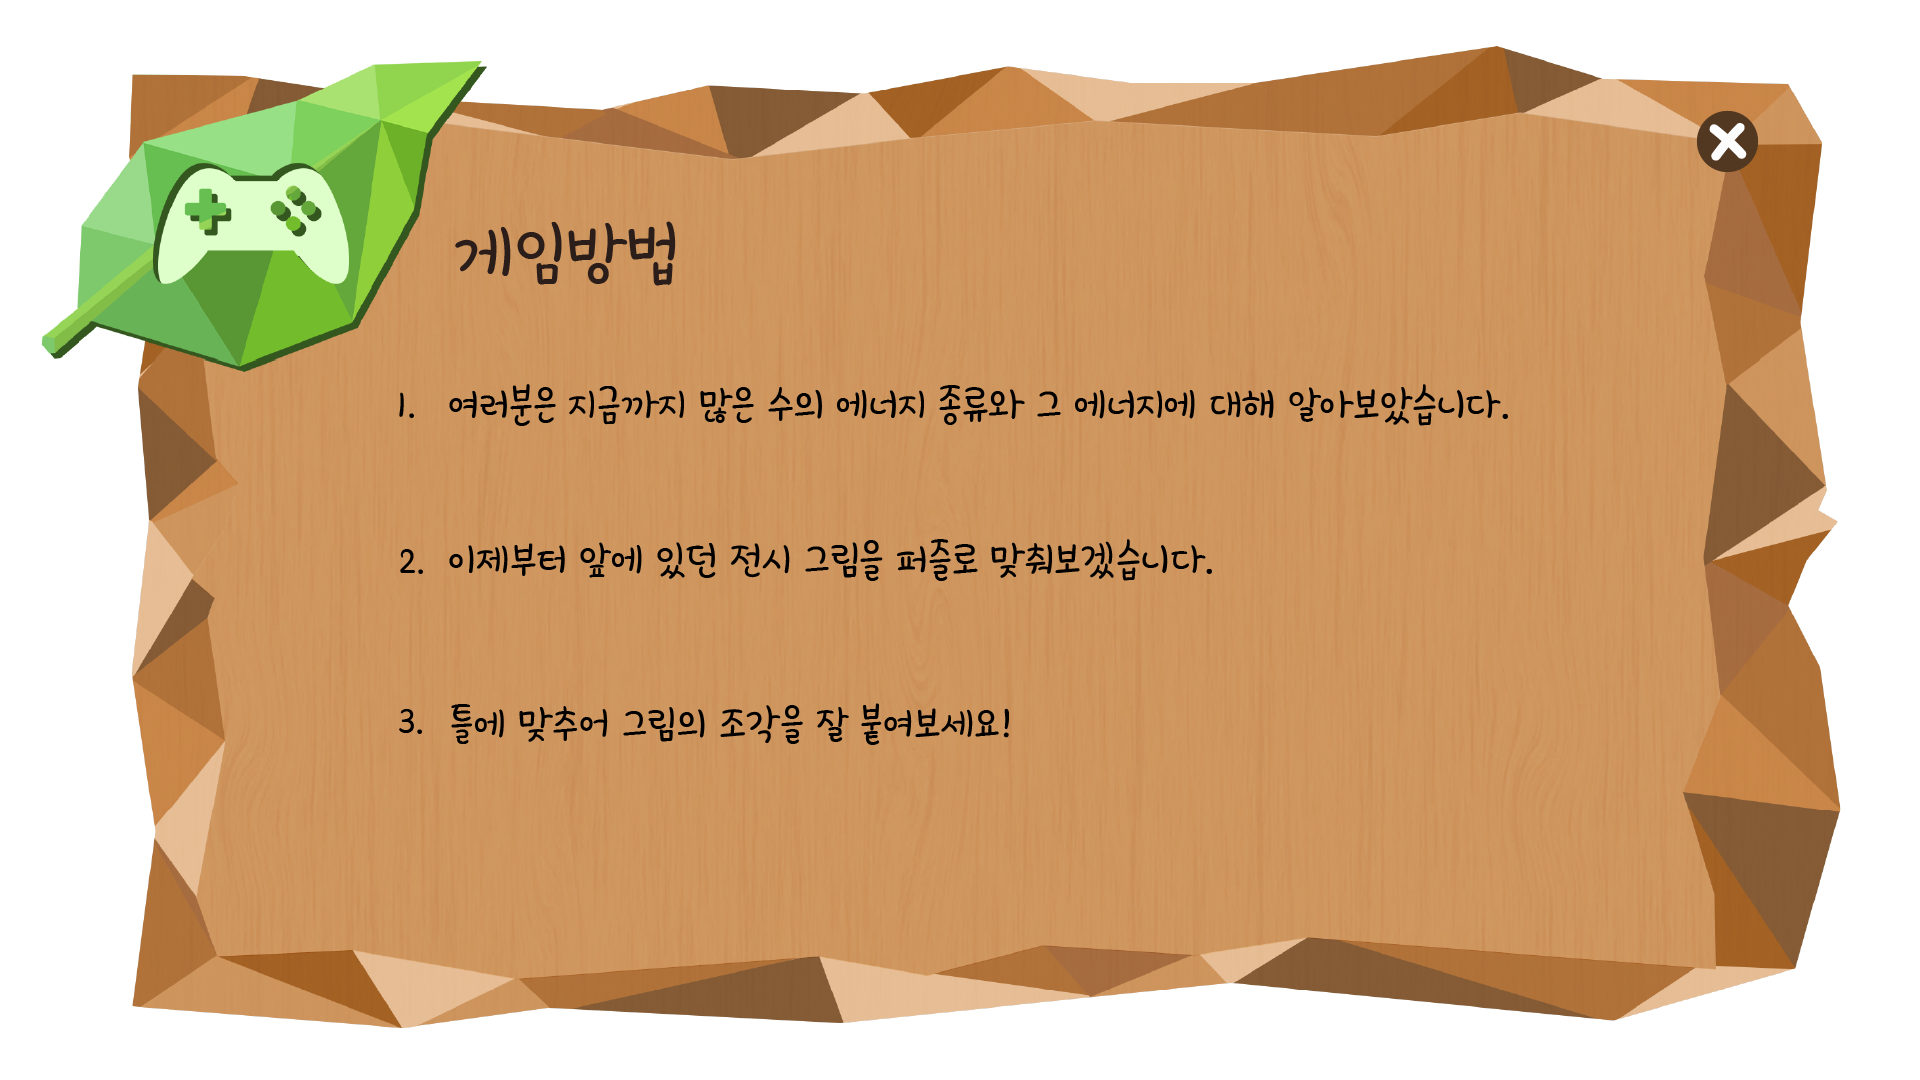 게임방법
1. 여러분은 지금까지 많은 수의 에너지 종류와 그 에너지에 대해 알아보았습니다.
2. 이제부터 앞에 있던 전시 그림을 퍼즐로 맞춰보겠습니다.
3. 틀에 맞추어 그림의 조각을 잘 붙여보세요!